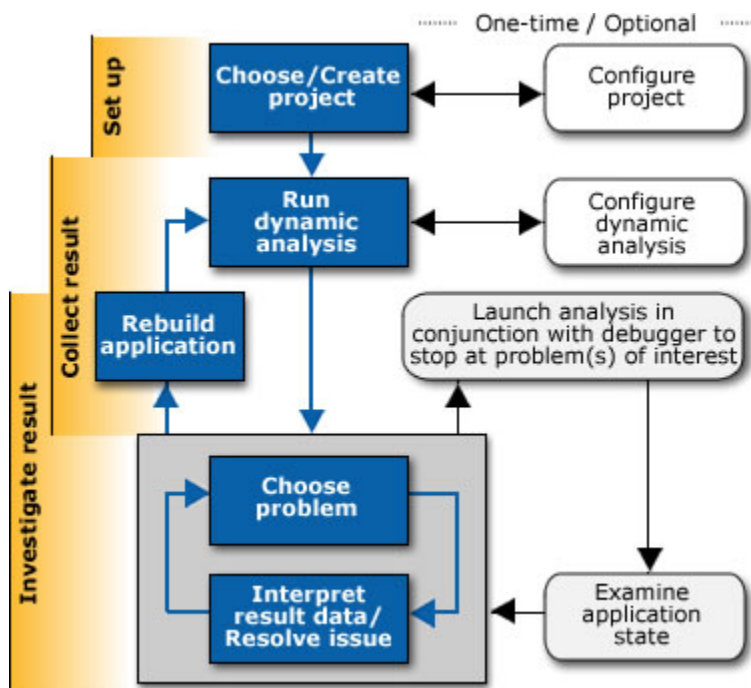 One-time / Optional
Set up
Choose/Create
project
Configure
project
Collect result
Run
dynamic
analysis
Configure
dynamic
analysis
Investigate result
Rebuild
application
Launch analysis in
conjunction with debugger to
stop at problem(s) of interest
Choose
problem
Interpret
result data/
Resolve issue
Examine
application
state